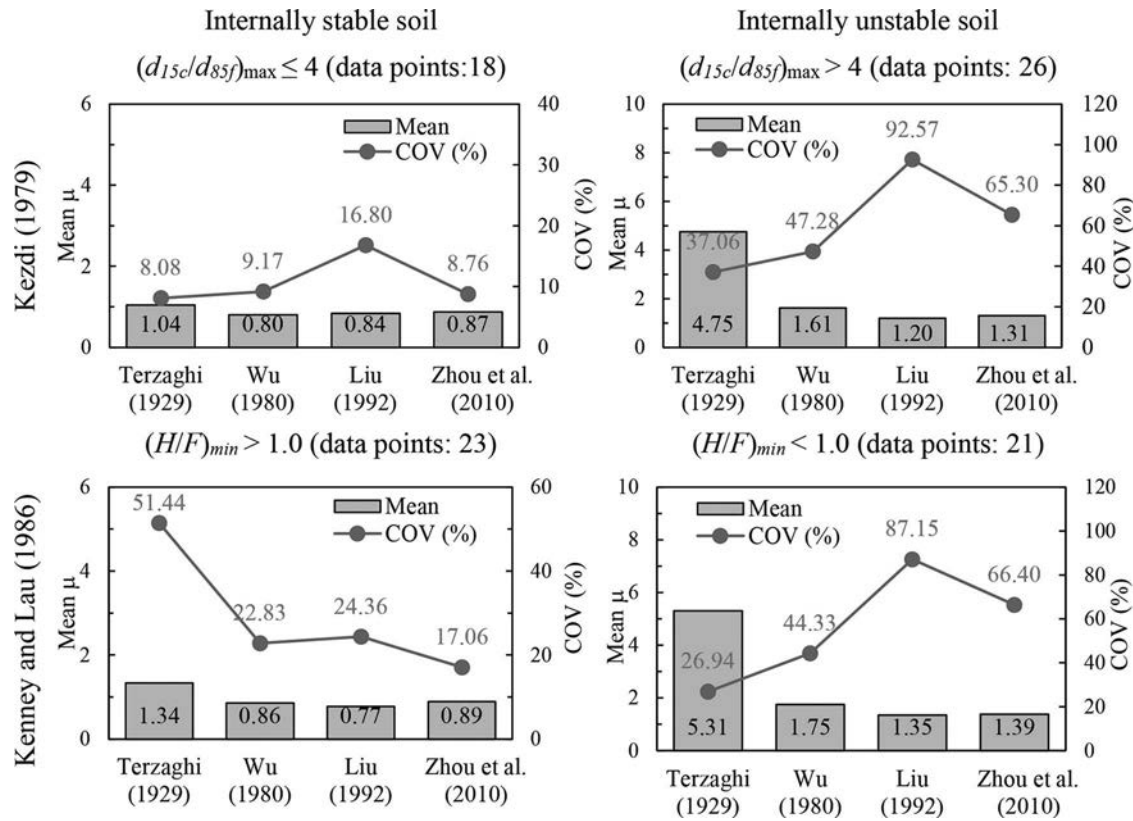 Internally stable soil
Internally unstable soil
(d15c/d85f)max ≤ 4 (data points:18)
(d15c/d85f)max > 4 (data points: 26)
Kezdi (1979)
Mean μ
6
4
2
0
Mean
COV (%)
8.08
9.17
16.80
8.76
1.04
0.80
0.84
0.87
40
30
20
10
0
COV (%)
Terzaghi
(1929)
Wu
(1980)
Liu
(1992)
Zhou et al.
(2010)
Mean μ
10
8
6
4
2
0
Mean
COV (%)
37.06
47.28
92.57
65.30
4.75
1.61
1.20
1.31
120
100
80
60
40
20
0
COV (%)
Terzaghi
(1929)
Wu
(1980)
Liu
(1992)
Zhou et al.
(2010)
(H/F)min > 1.0 (data points: 23)
(H/F)min < 1.0 (data points: 21)
Kenney and Lau (1986)
Mean μ
6
4
2
0
Mean
COV (%)
51.44
22.83
24.36
17.06
1.34
0.86
0.77
0.89
60
40
20
0
COV (%)
Terzaghi
(1929)
Wu
(1980)
Liu
(1992)
Zhou et al.
(2010)
Mean μ
10
8
6
4
2
0
Mean
COV (%)
26.94
44.33
87.15
66.40
5.31
1.75
1.35
1.39
120
100
80
60
40
20
0
COV (%)
Terzaghi
(1929)
Wu
(1980)
Liu
(1992)
Zhou et al.
(2010)